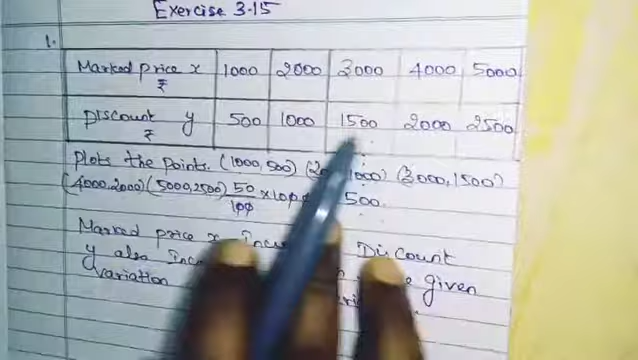 Exercise 3.15
1.
Marked price x ₹ 1000 2000 3000 4000 5000
Discount y ₹ 500 1000 1500 2000 2500
Plots the points. (1000,500) 1000) (3000,1500)
(4000,2000) (5000,2500) 50/100 × 500.
Marked price x Discount
y also given
variation